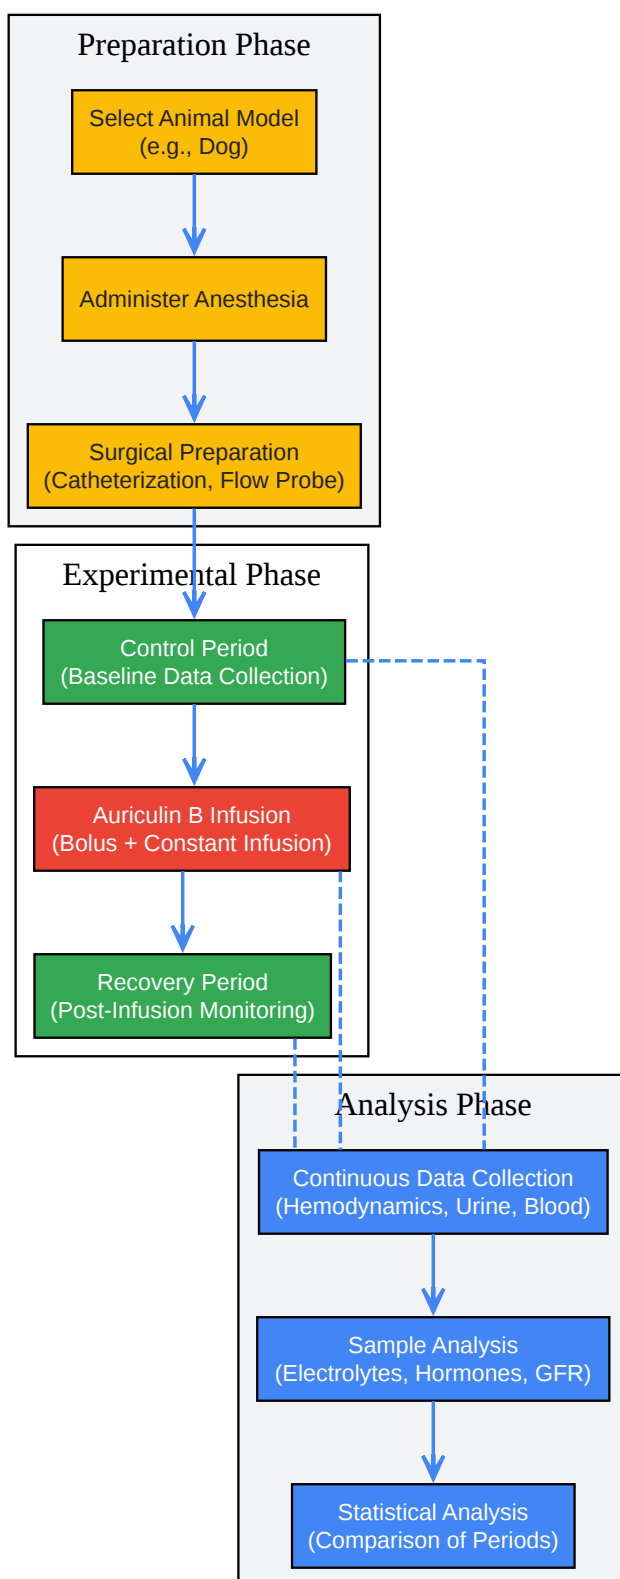 Preparation Phase
Select Animal Model
(e.g., Dog)
Administer Anesthesia
Surgical Preparation
(Catheterization, Flow Probe)
Experimental Phase
Control Period
(Baseline Data Collection)
Auriculin B Infusion
(Bolus + Constant Infusion)
Recovery Period
(Post-Infusion Monitoring)
Analysis Phase
Continuous Data Collection
(Hemodynamics, Urine, Blood)
Sample Analysis
(Electrolytes, Hormones, GFR)
Statistical Analysis
(Comparison of Periods)